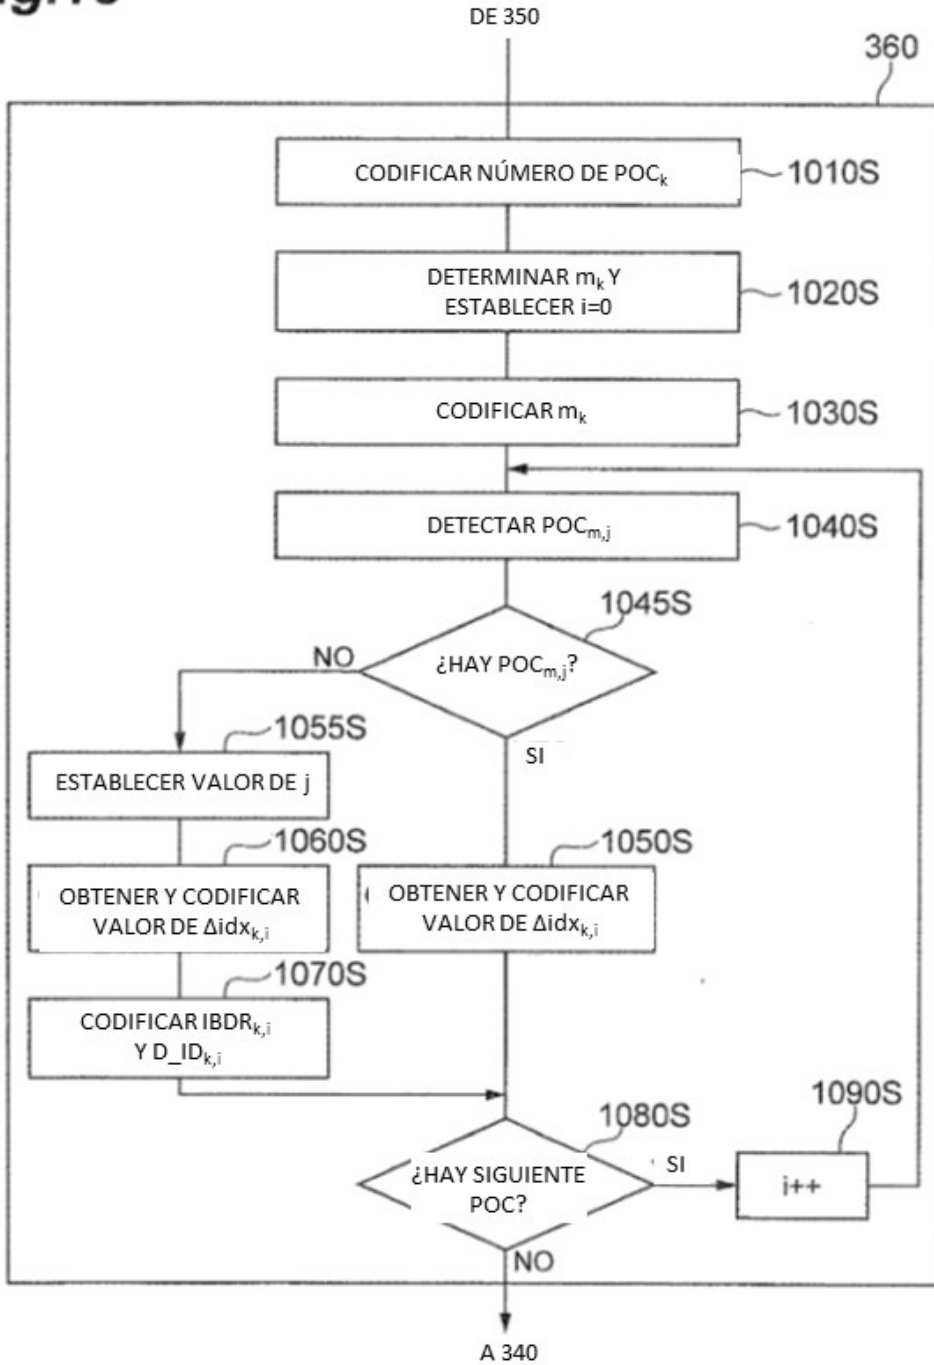 DE 350
360
CODIFICAR NÚMERO DE POCk
1010S
DETERMINAR mk Y
ESTABLECER i=0
1020S
CODIFICAR mk
1030S
DETECTAR POCm,j
1040S
1045S
¿HAY POCm,j?
NO
SI
1055S
ESTABLECER VALOR DE j
1060S
OBTENER Y CODIFICAR
VALOR DE Δidxk,i
1050S
OBTENER Y CODIFICAR
VALOR DE Δidxk,i
1070S
CODIFICAR IBDRk,i
Y D_IDk,i
1080S
¿HAY SIGUIENTE
POC?
SI
1090S
i++
NO
A 340